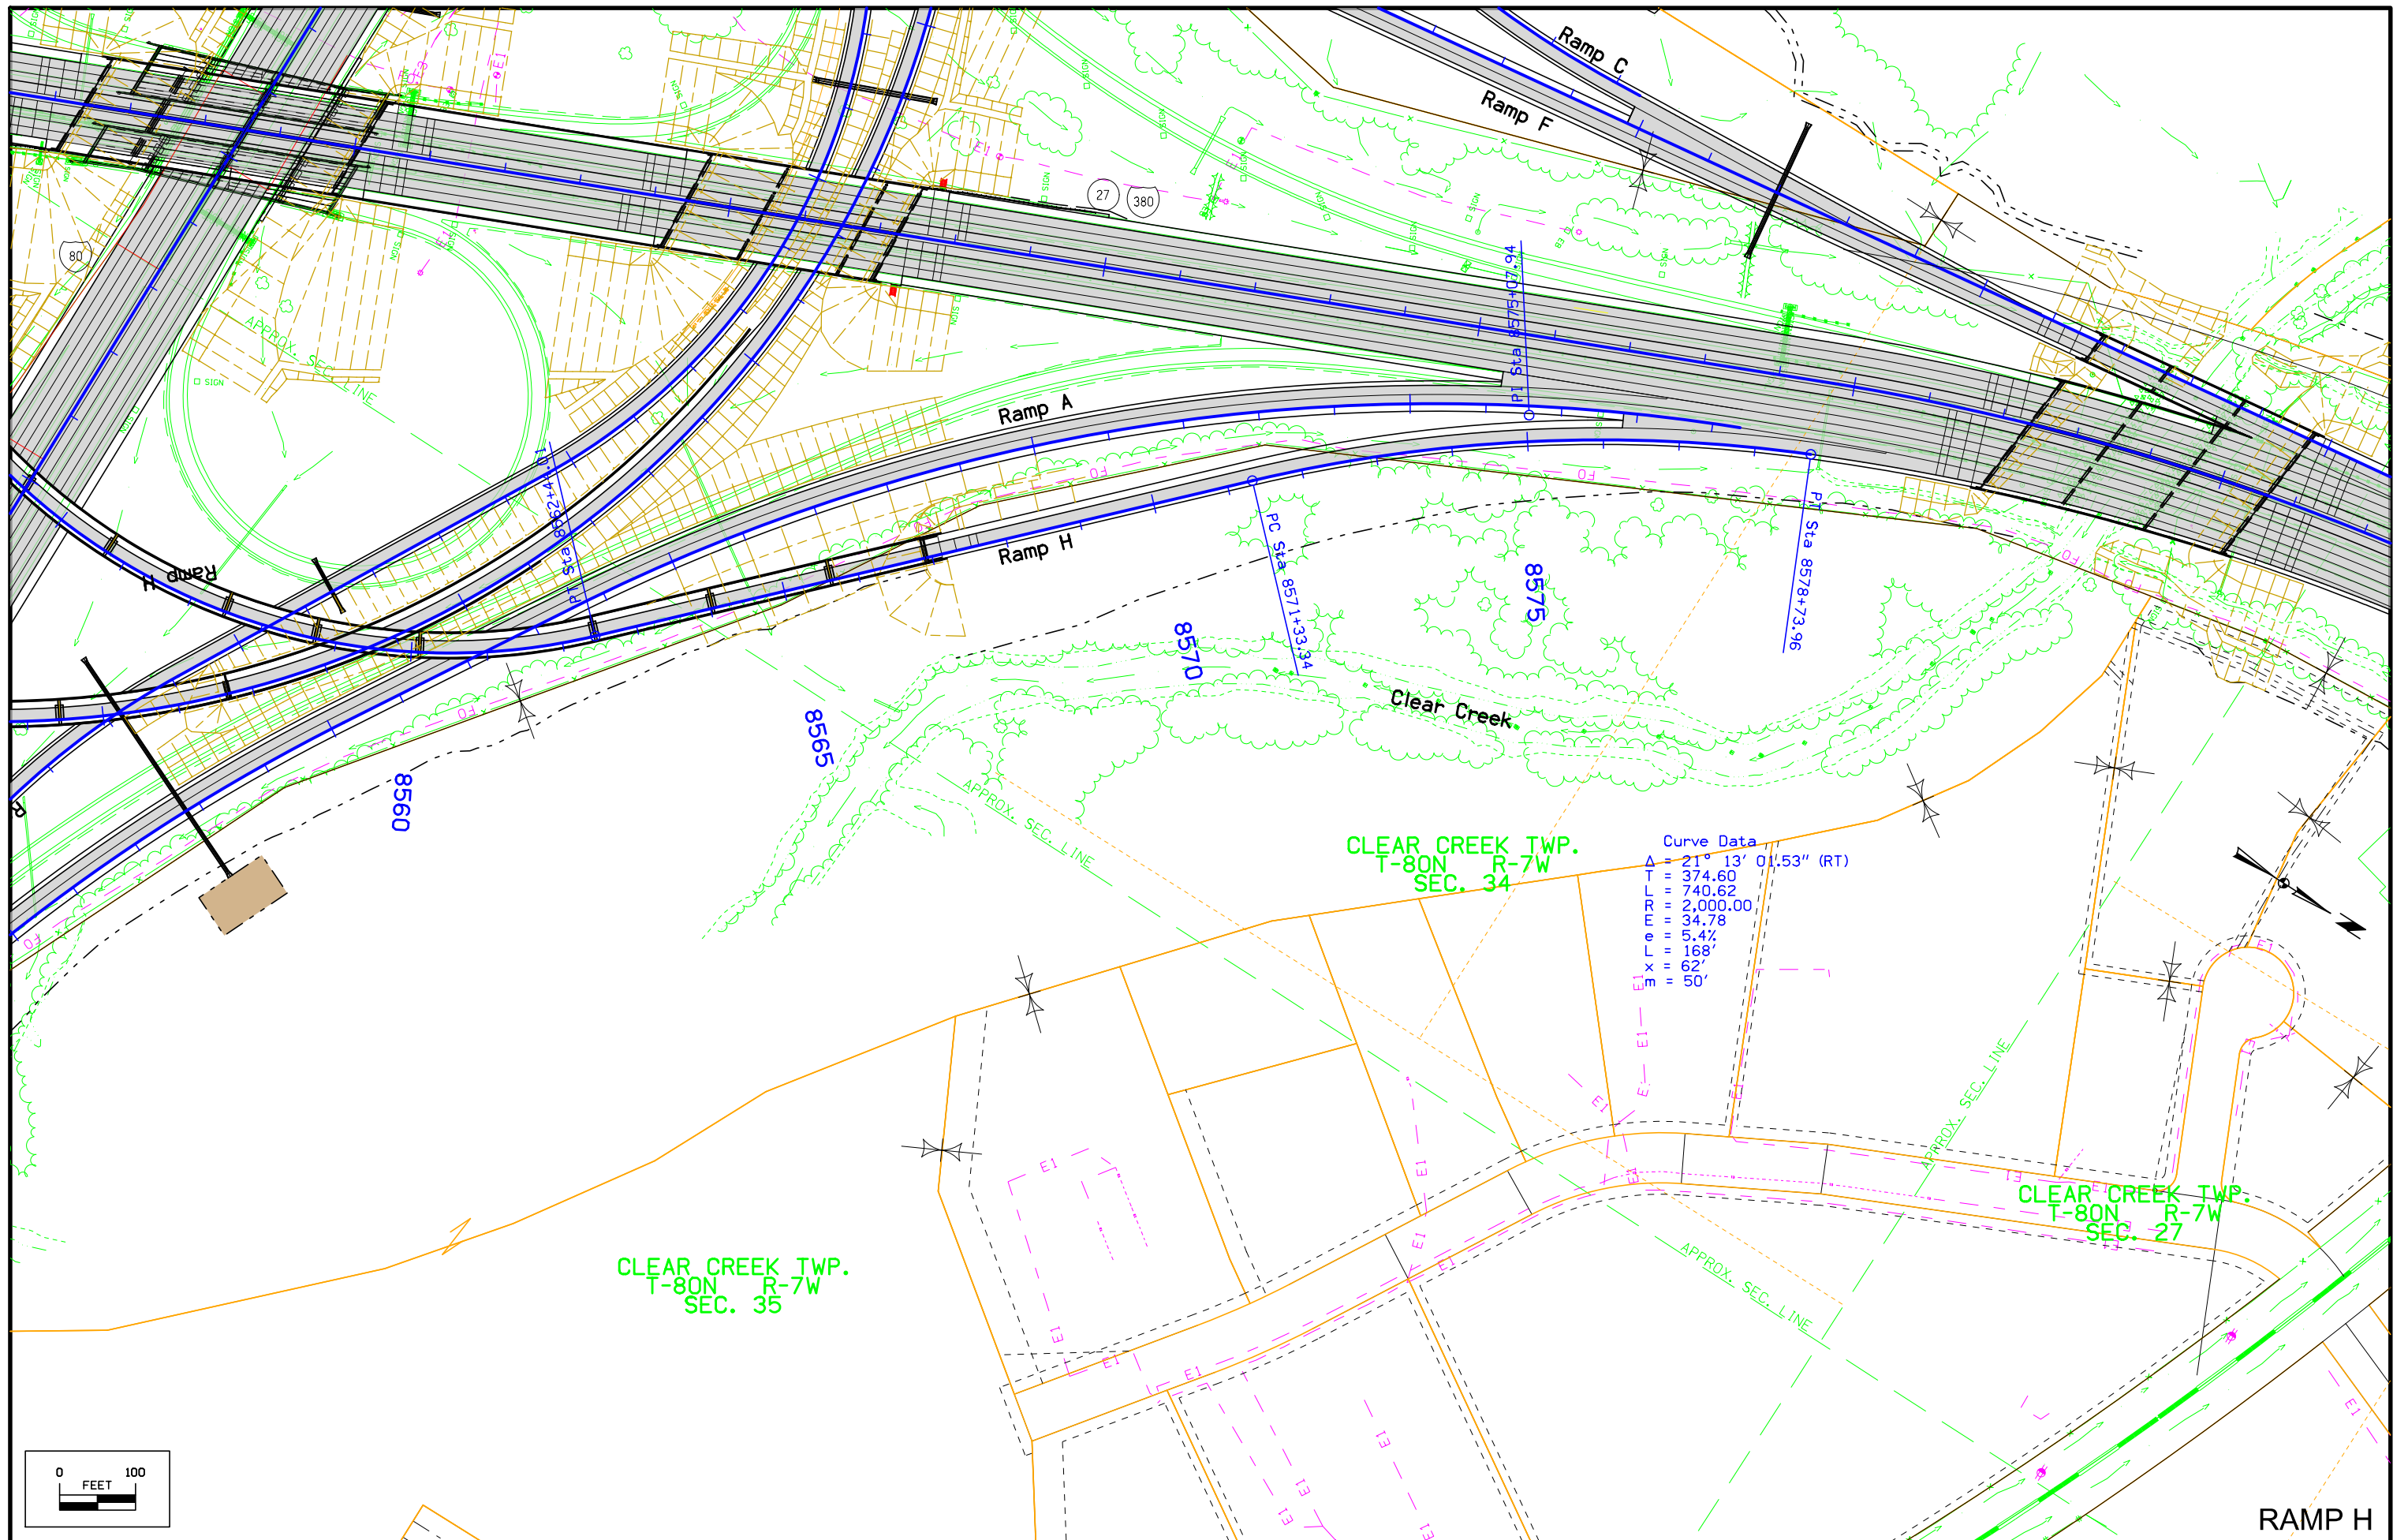 Ramp C
Ramp F
27
380
80
APPROX. SEC. LINE
PI Sta 8575+07.94
Ramp A
Ramp H
Ramp H
PT Sta 8562+44.01
PC Sta 8571+33.34
PT Sta 8578+73.96
8560
8565
8570
8575
Clear Creek
APPROX. SEC. LINE
CLEAR CREEK TWP.
T-80N R-7W
SEC. 34
Curve Data
Δ = 21° 13' 01.53" (RT)
T = 374.60
L = 740.62
R = 2,000.00
E = 34.78
e = 5.4%
L = 168'
x = 62'
m = 50'
N
APPROX. SEC. LINE
CLEAR CREEK TWP.
T-80N R-7W
SEC. 27
APPROX. SEC. LINE
CLEAR CREEK TWP.
T-80N R-7W
SEC. 35
0 100
FEET
RAMP H